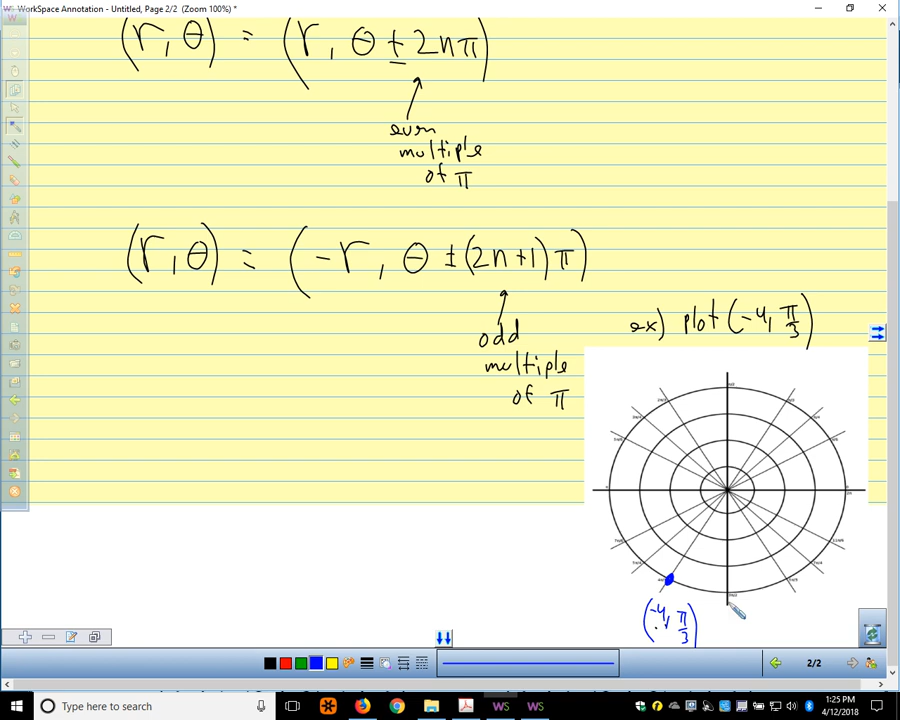 WorkSpace Annotation - Untitled, Page 2/2 (Zoom 100%) *
(r, θ) = (r, θ ± 2nπ)
even
multiple
of π
(r, θ) = (-r, θ ± (2n+1)π)
odd
multiple
of π
ex) plot (-4, π/3)
(-4, π/3)
2/2
Type here to search
1:25 PM
4/12/2018